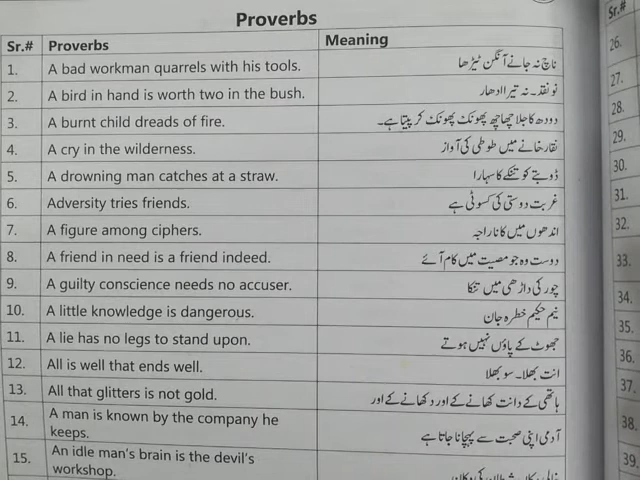 Proverbs
Sr.# Proverbs Meaning
1. A bad workman quarrels with his tools. ناچ نہ جانے آنگن ٹیڑھا
2. A bird in hand is worth two in the bush. نو نقد۔ نہ تیرا ادھار
3. A burnt child dreads of fire. دودھ کا جلا چھاچھ پھونک پھونک کر پیتا ہے۔
4. A cry in the wilderness. نقار خانے میں طوطی کی آواز
5. A drowning man catches at a straw. ڈوبتے کو تنکے کا سہارا
6. Adversity tries friends. غربت دوستی کی کسوٹی ہے
7. A figure among ciphers. اندھوں میں کانا راجہ
8. A friend in need is a friend indeed. دوست وہ جو مصیبت میں کام آئے
9. A guilty conscience needs no accuser. چور کی داڑھی میں تنکا
10. A little knowledge is dangerous. نیم حکیم خطرہ جان
11. A lie has no legs to stand upon. جھوٹ کے پاؤں نہیں ہوتے
12. All is well that ends well. انت بھلا۔ سو بھلا
13. All that glitters is not gold. ہاتھی کے دانت کھانے کے اور دکھانے کے اور
14. A man is known by the company he
keeps. آدمی اپنی صحبت سے پہچانا جاتا ہے
15. An idle man's brain is the devil's
workshop.
Sr.#
26.
27.
28.
29.
30.
31.
32.
33.
34.
35.
36.
37.
38.
39.